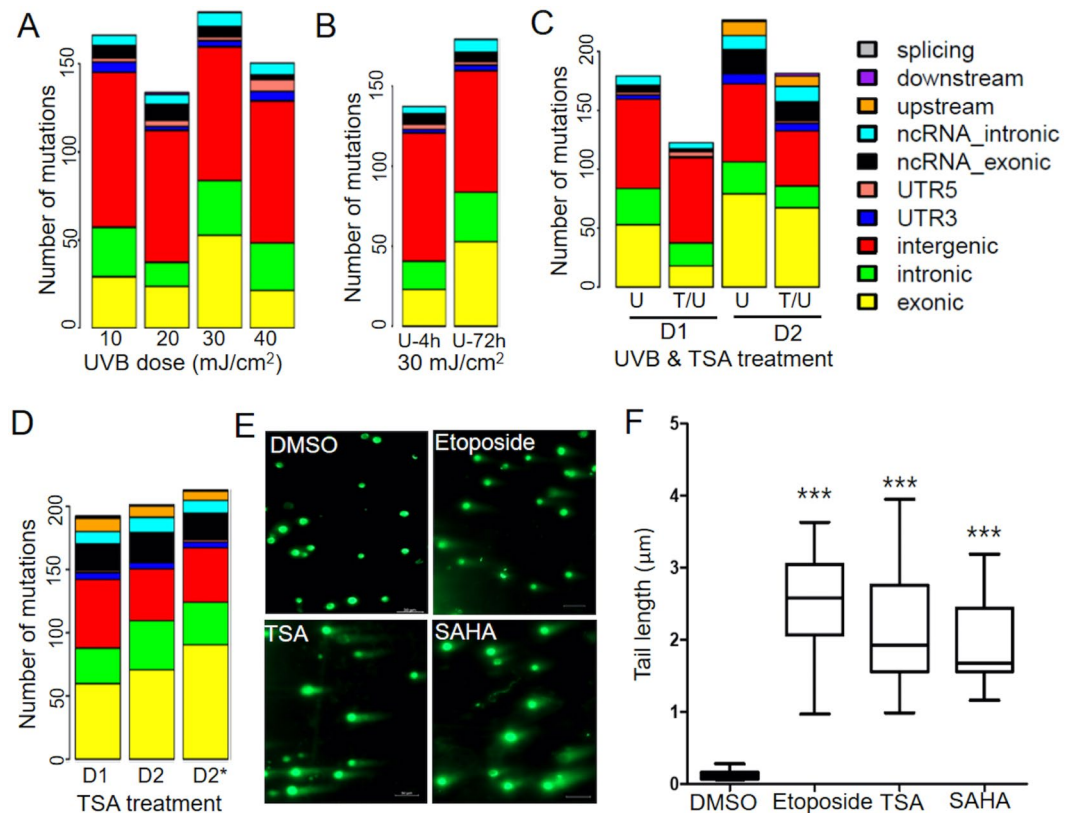 A
Number of mutations
0
50
100
150
10
20
30
40
UVB dose (mJ/cm²)
B
Number of mutations
0
50
100
150
U-4h
U-72h
30 mJ/cm²
C
Number of mutations
0
50
100
150
200
U
T/U
U
T/U
D1
D2
UVB & TSA treatment
splicing
downstream
upstream
ncRNA_intronic
ncRNA_exonic
UTR5
UTR3
intergenic
intronic
exonic
D
Number of mutations
0
50
100
150
200
D1
D2
D2*
TSA treatment
E
DMSO
Etoposide
TSA
SAHA
F
Tail length (µm)
5
4
3
2
1
0
***
***
***
DMSO
Etoposide
TSA
SAHA